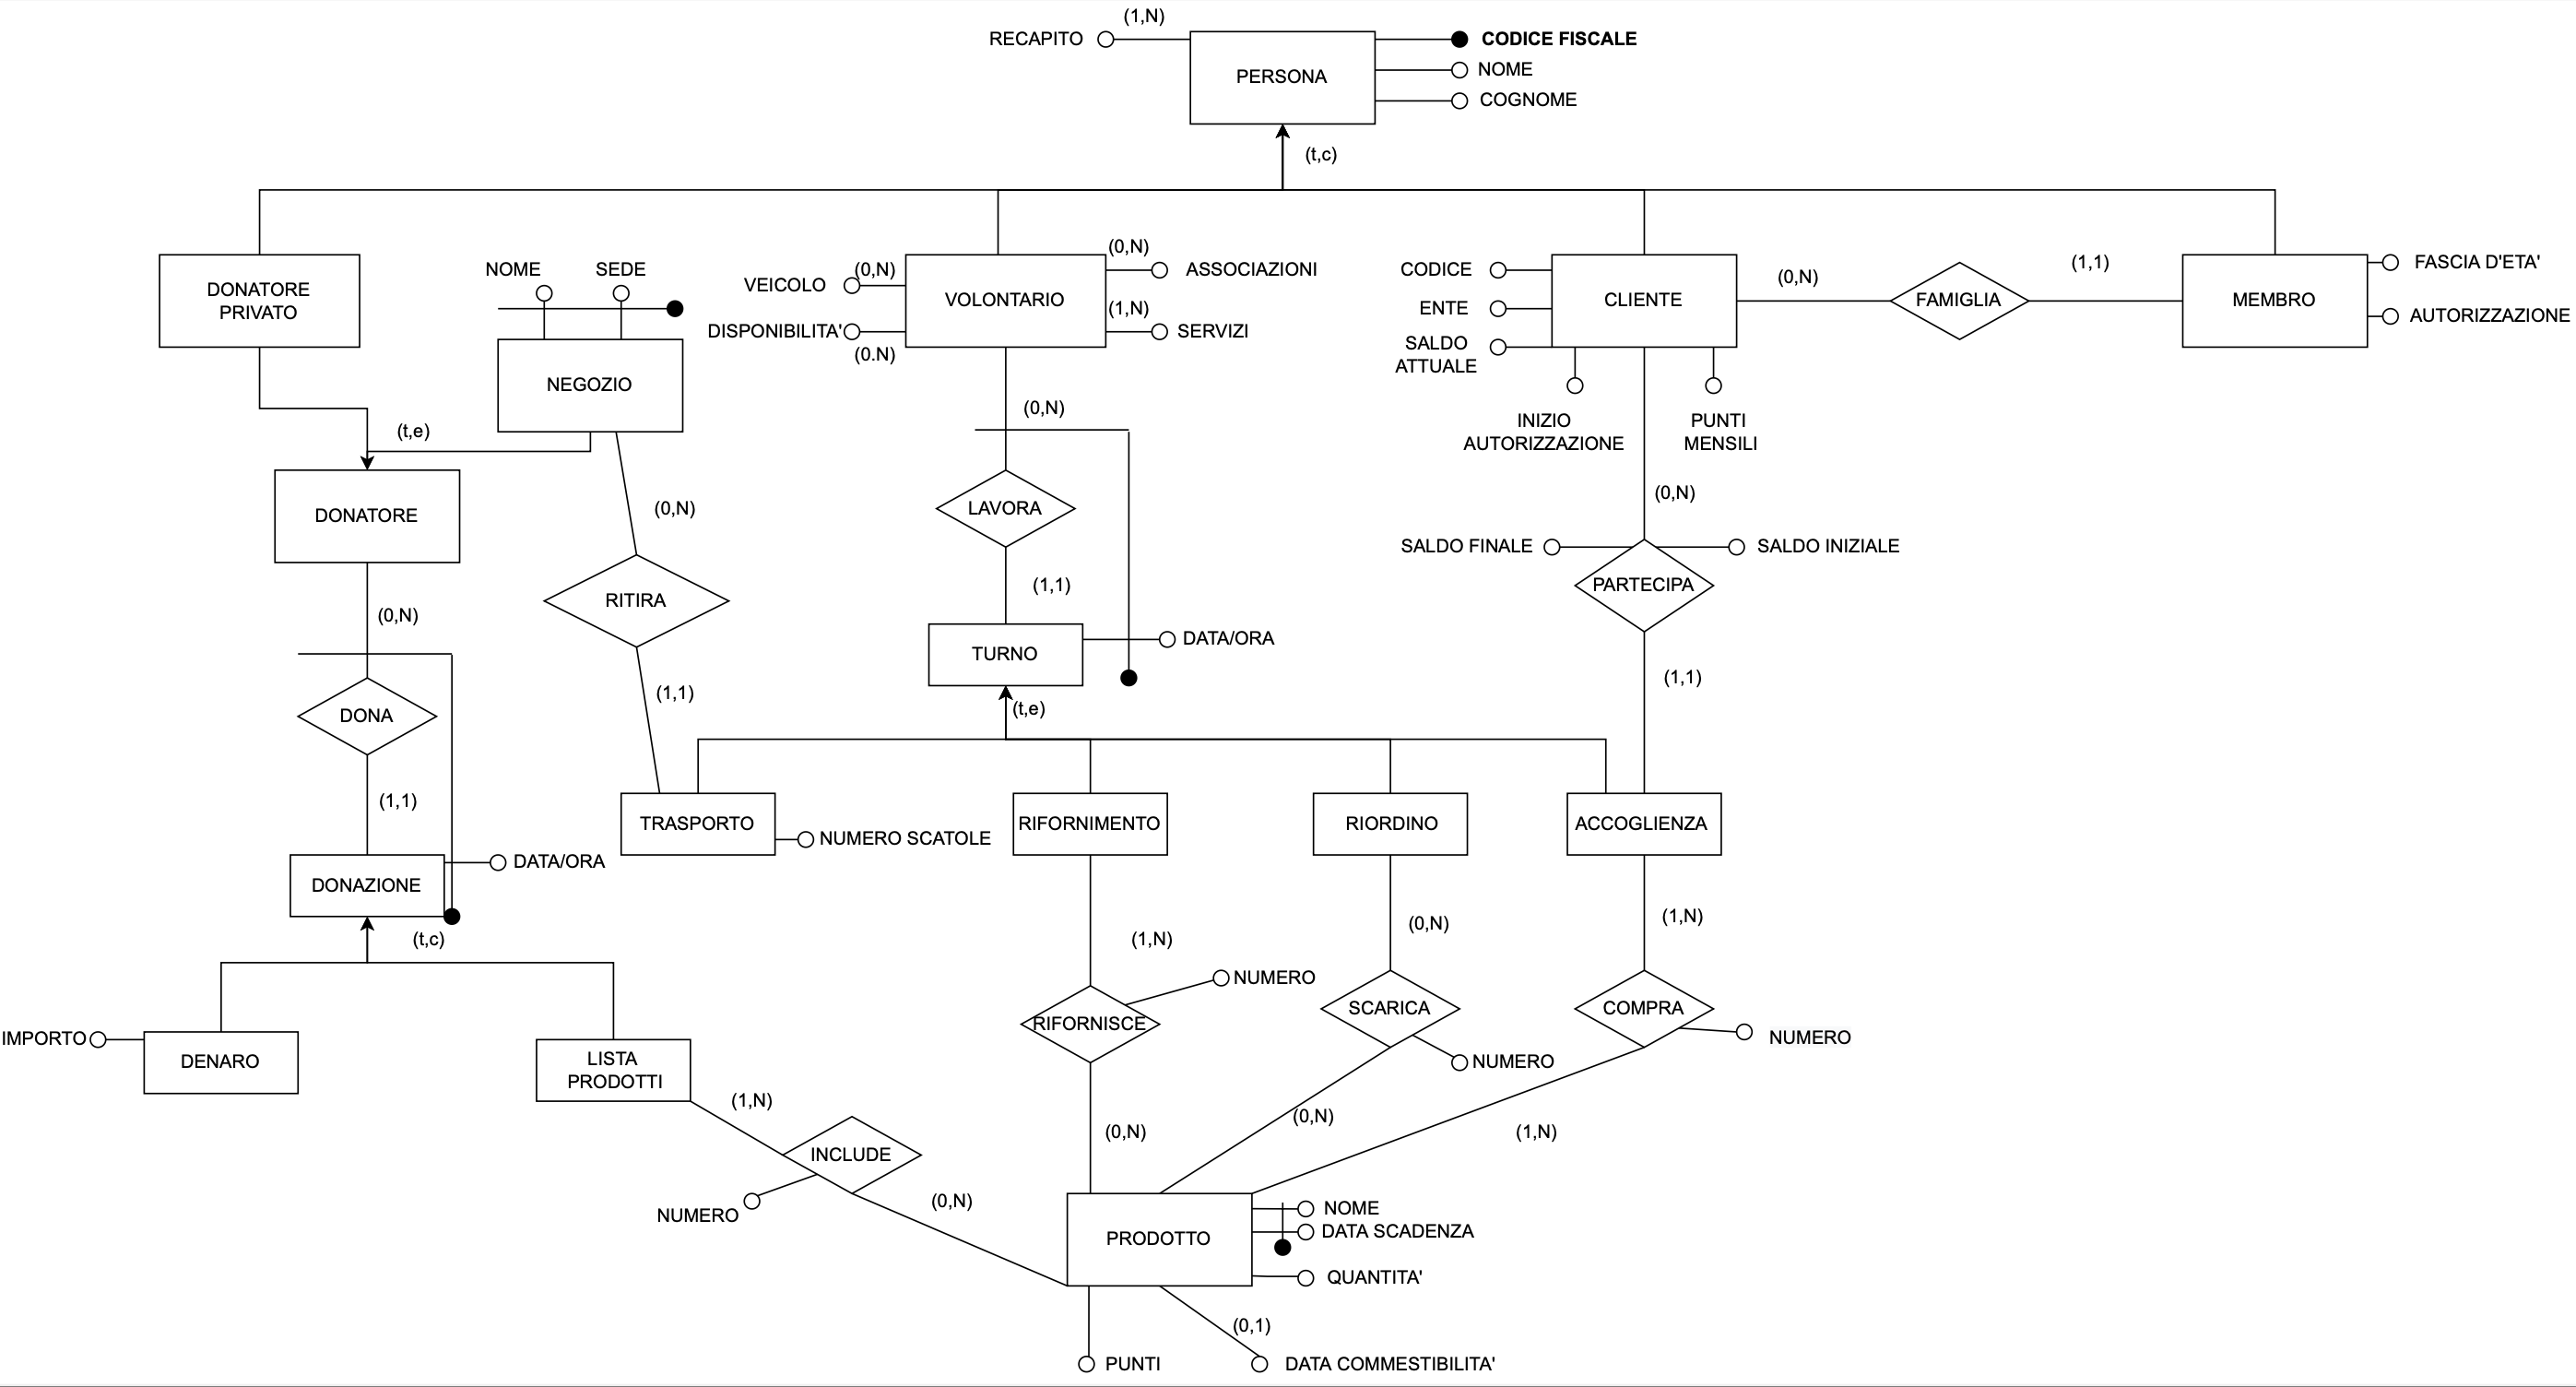 (1,N)
RECAPITO
CODICE FISCALE
PERSONA
NOME
COGNOME
(t,c)
DONATORE
PRIVATO
NOME
SEDE
NEGOZIO
(t,e)
VEICOLO
(0,N)
DISPONIBILITA'
(0.N)
VOLONTARIO
(0,N)
ASSOCIAZIONI
(1,N)
SERVIZI
CODICE
ENTE
SALDO
ATTUALE
CLIENTE
INIZIO
AUTORIZZAZIONE
PUNTI
MENSILI
(0,N)
FAMIGLIA
(1,1)
MEMBRO
FASCIA D'ETA'
AUTORIZZAZIONE
DONATORE
(0,N)
(0,N)
LAVORA
(0,N)
SALDO FINALE
SALDO INIZIALE
PARTECIPA
(0,N)
RITIRA
(1,1)
(1,1)
TURNO
DATA/ORA
(1,1)
DONA
(t,e)
(1,1)
TRASPORTO
NUMERO SCATOLE
RIFORNIMENTO
RIORDINO
ACCOGLIENZA
DONAZIONE
DATA/ORA
(t,c)
(1,N)
(0,N)
(1,N)
NUMERO
RIFORNISCE
SCARICA
NUMERO
COMPRA
NUMERO
IMPORTO
DENARO
LISTA
PRODOTTI
(1,N)
INCLUDE
NUMERO
(0,N)
(0,N)
(0,N)
(1,N)
PRODOTTO
NOME
DATA SCADENZA
QUANTITA'
(0,1)
PUNTI
DATA COMMESTIBILITA'